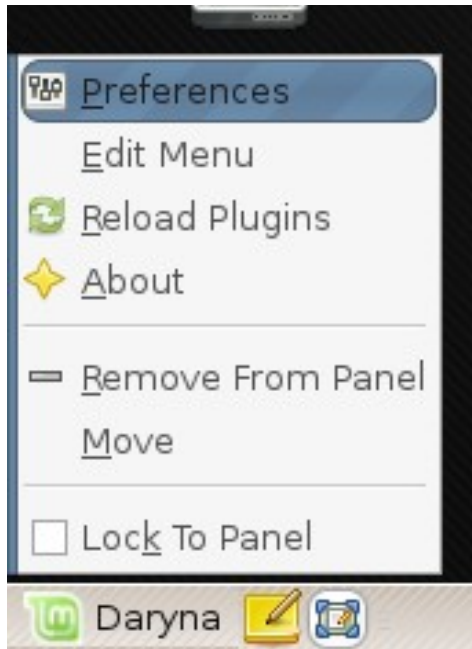 Preferences
Edit Menu
Reload Plugins
About
Remove From Panel
Move
Lock To Panel
Daryna